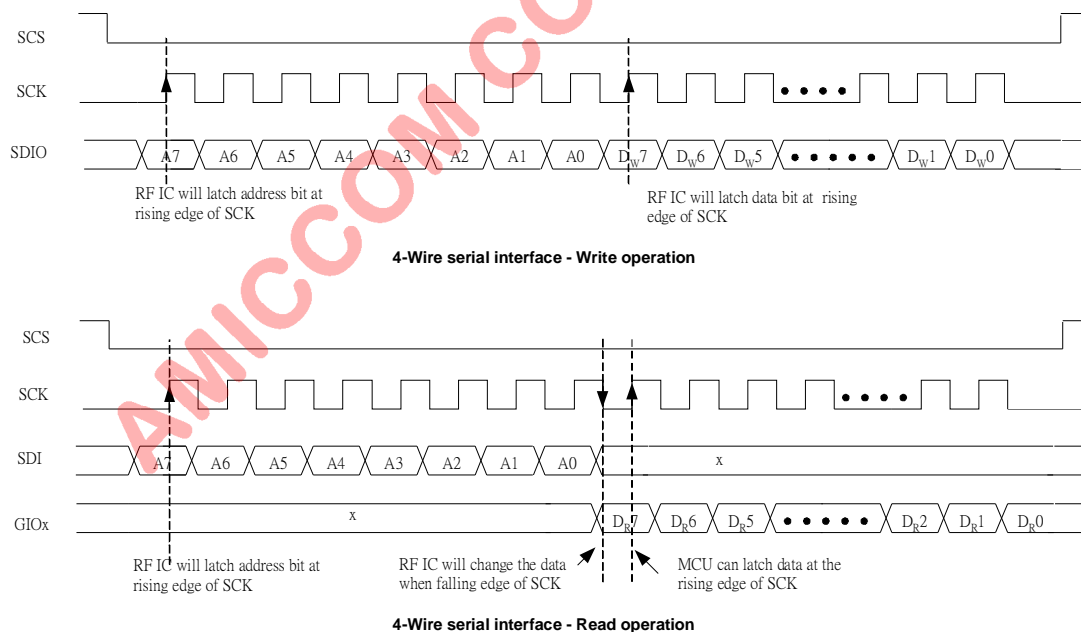 AMICCOM CO
SCS
SCK
SDIO
A7 A6 A5 A4 A3 A2 A1 A0 DW7 DW6 DW5 DW1 DW0
RF IC will latch address bit at
rising edge of SCK
RF IC will latch data bit at rising
edge of SCK
4-Wire serial interface - Write operation
SCS
SCK
SDI
A7 A6 A5 A4 A3 A2 A1 A0 x
GIOx
x DR7 DR6 DR5 DR2 DR1 DR0
RF IC will latch address bit at
rising edge of SCK
RF IC will change the data
when falling edge of SCK
MCU can latch data at the
rising edge of SCK
4-Wire serial interface - Read operation